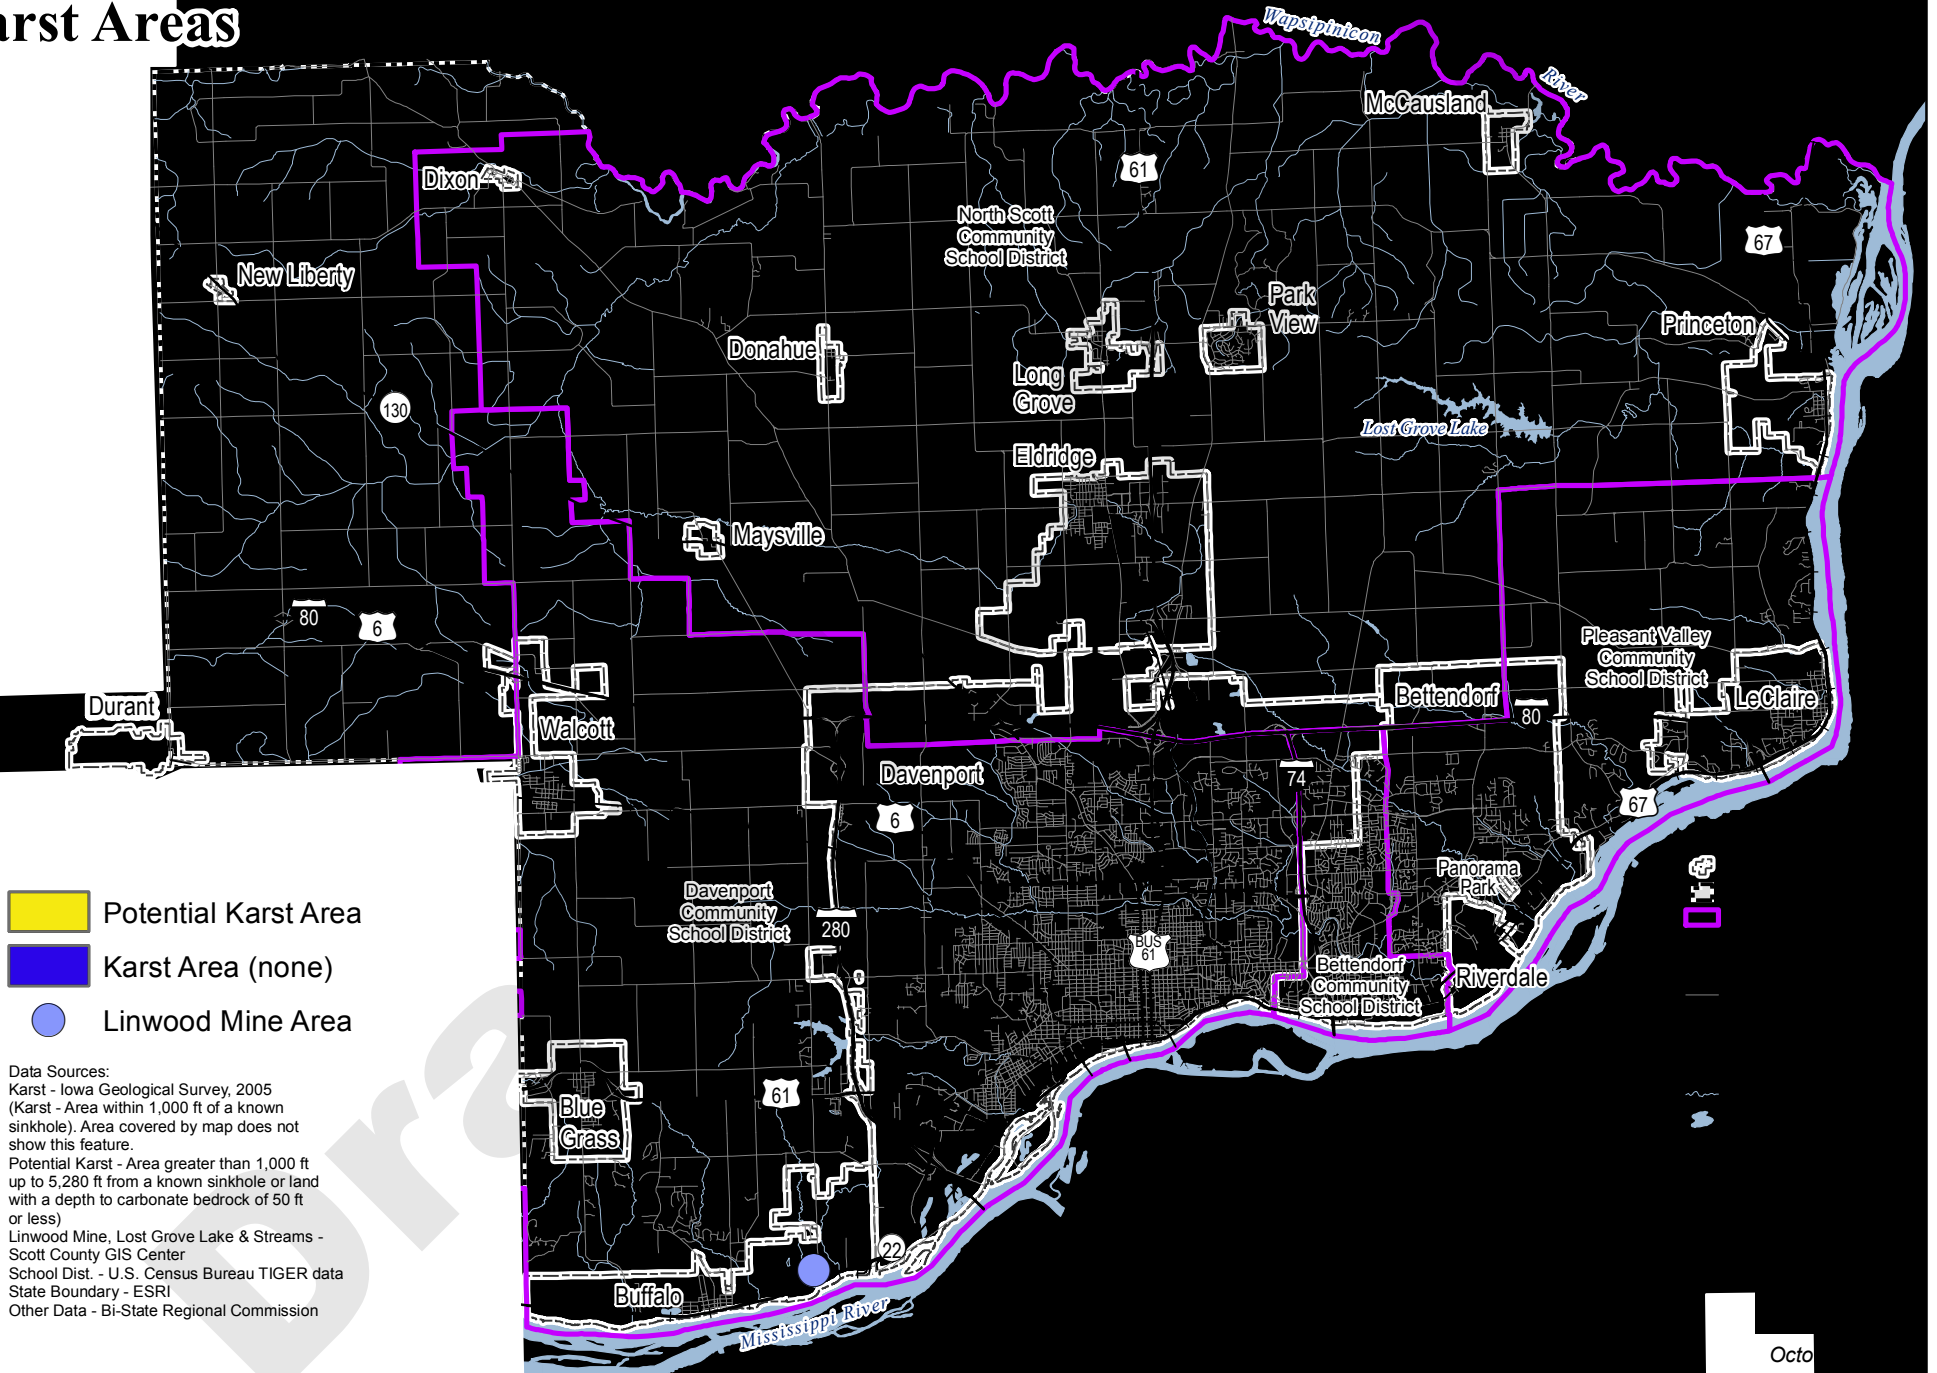 arst Areas
Wapsipinicon
River
McCausland
61
Dixon
North Scott
Community
School District
67
New Liberty
Park
View
Princeton
Donahue
Long
Grove
130
Lost Grove Lake
Eldridge
Maysville
80
6
Pleasant Valley
Community
School District
Durant
Bettendorf
LeClaire
80
Walcott
Davenport
74
67
6
Panorama
Park
Davenport
Community
School District
280
BUS
61
Bettendorf
Community
School District
Riverdale
Potential Karst Area
Karst Area (none)
Linwood Mine Area
61
Blue
Grass
22
Buffalo
Mississippi River
Data Sources:
Karst - Iowa Geological Survey, 2005
(Karst - Area within 1,000 ft of a known
sinkhole). Area covered by map does not
show this feature.
Potential Karst - Area greater than 1,000 ft
up to 5,280 ft from a known sinkhole or land
with a depth to carbonate bedrock of 50 ft
or less)
Linwood Mine, Lost Grove Lake & Streams -
Scott County GIS Center
School Dist. - U.S. Census Bureau TIGER data
State Boundary - ESRI
Other Data - Bi-State Regional Commission
Dra
Octo